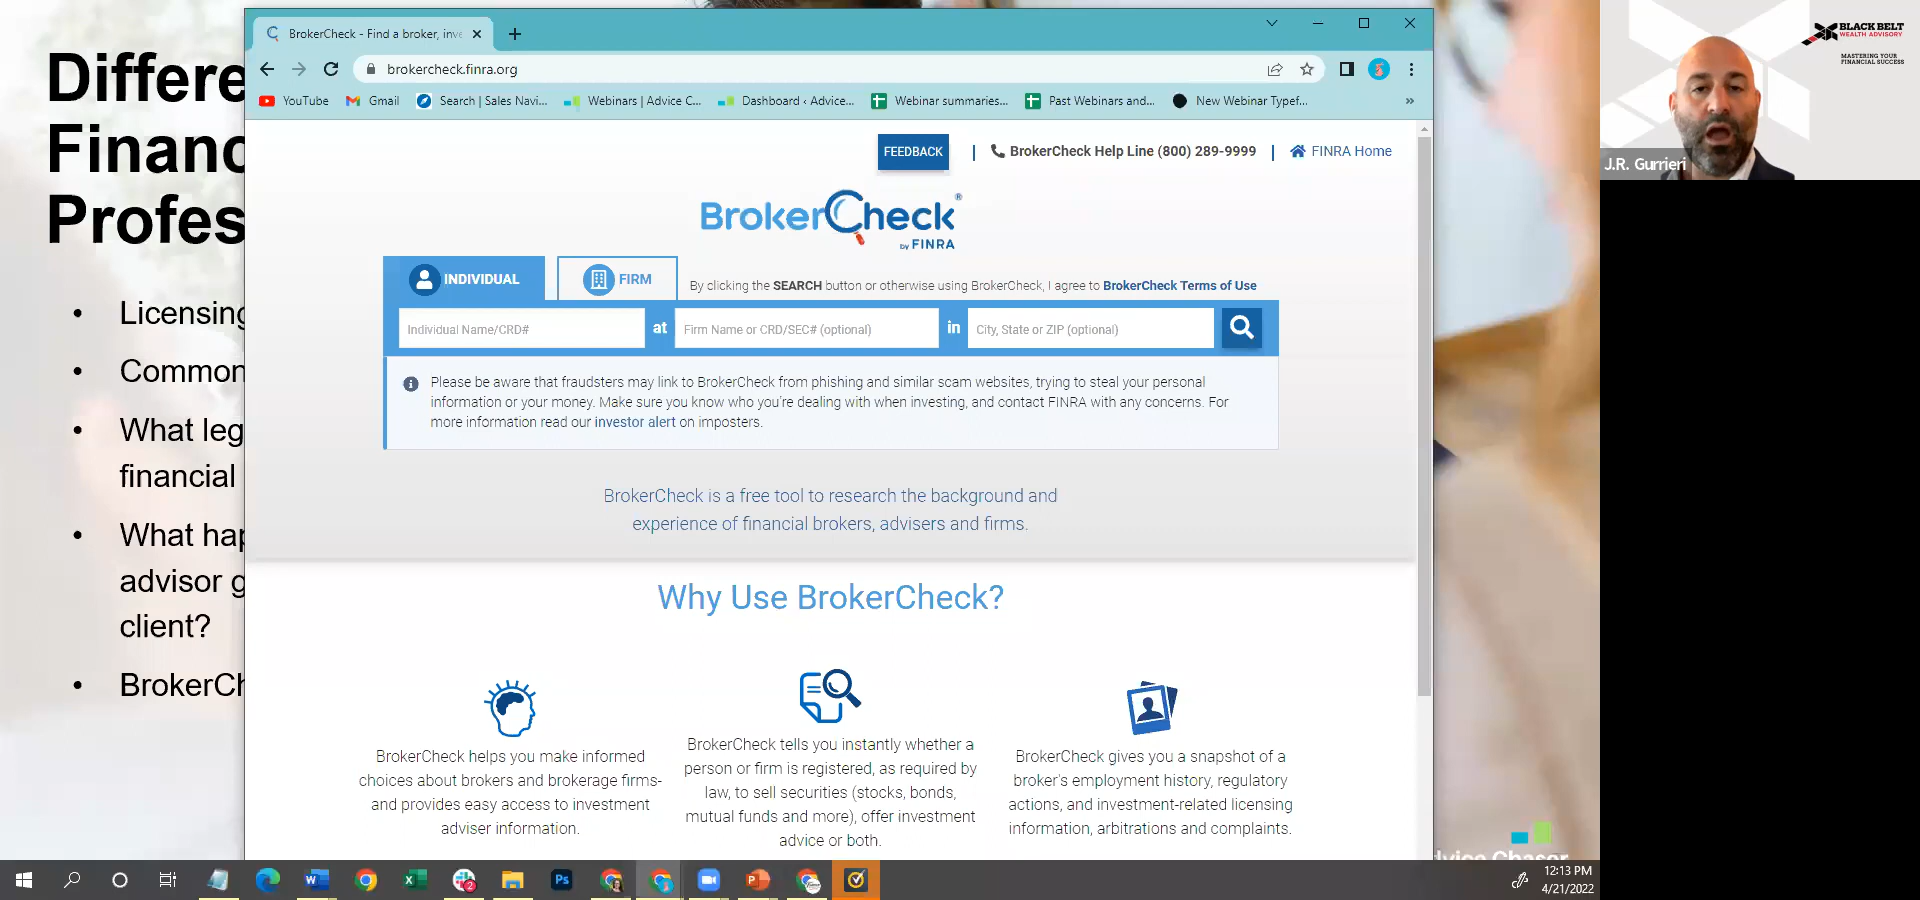 Differe
Financ
Profes
• Licensing
• Common
• What leg
financial
• What hap
advisor g
client?
• BrokerCh
BrokerCheck - Find a broker, inve
brokercheck.finra.org
YouTube
Gmail
Search | Sales Navi...
Webinars | Advice C...
Dashboard ‹ Advice...
Webinar summaries...
Past Webinars and...
New Webinar Typef...
»
FEEDBACK
BrokerCheck Help Line (800) 289-9999
FINRA Home
BrokerCheck®
by FINRA
INDIVIDUAL
FIRM
By clicking the SEARCH button or otherwise using BrokerCheck, I agree to BrokerCheck Terms of Use
Individual Name/CRD#
at
Firm Name or CRD/SEC# (optional)
in
City, State or ZIP (optional)
Please be aware that fraudsters may link to BrokerCheck from phishing and similar scam websites, trying to steal your personal
information or your money. Make sure you know who you're dealing with when investing, and contact FINRA with any concerns. For
more information read our investor alert on imposters.
BrokerCheck is a free tool to research the background and
experience of financial brokers, advisers and firms.
Why Use BrokerCheck?
BrokerCheck helps you make informed
choices about brokers and brokerage firms-
and provides easy access to investment
adviser information.
BrokerCheck tells you instantly whether a
person or firm is registered, as required by
law, to sell securities (stocks, bonds,
mutual funds and more), offer investment
advice or both.
BrokerCheck gives you a snapshot of a
broker's employment history, regulatory
actions, and investment-related licensing
information, arbitrations and complaints.
BLACK BELT
WEALTH ADVISORY
MASTERING YOUR
FINANCIAL SUCCESS
J.R. Gurrieri
Ps
2
12:13 PM
4/21/2022